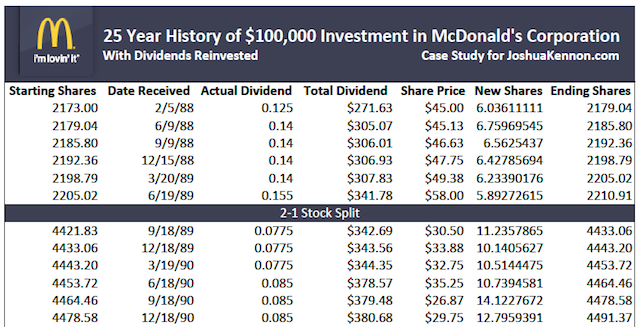 25 Year History of $100,000 Investment in McDonald's Corporation
i'm lovin' it® With Dividends Reinvested Case Study for JoshuaKennon.com
Starting Shares Date Received Actual Dividend Total Dividend Share Price New Shares Ending Shares
2173.00 2/5/88 0.125 $271.63 $45.00 6.03611111 2179.04
2179.04 6/9/88 0.14 $305.07 $45.13 6.75969545 2185.80
2185.80 9/9/88 0.14 $306.01 $46.63 6.5625437 2192.36
2192.36 12/15/88 0.14 $306.93 $47.75 6.42785694 2198.79
2198.79 3/20/89 0.14 $307.83 $49.38 6.23390176 2205.02
2205.02 6/19/89 0.155 $341.78 $58.00 5.89272615 2210.91
2-1 Stock Split
4421.83 9/18/89 0.0775 $342.69 $30.50 11.2357865 4433.06
4433.06 12/18/89 0.0775 $343.56 $33.88 10.1405627 4443.20
4443.20 3/19/90 0.0775 $344.35 $32.75 10.5144475 4453.72
4453.72 6/18/90 0.085 $378.57 $35.25 10.7394581 4464.46
4464.46 9/18/90 0.085 $379.48 $26.87 14.1227672 4478.58
4478.58 12/18/90 0.085 $380.68 $29.75 12.7959391 4491.37